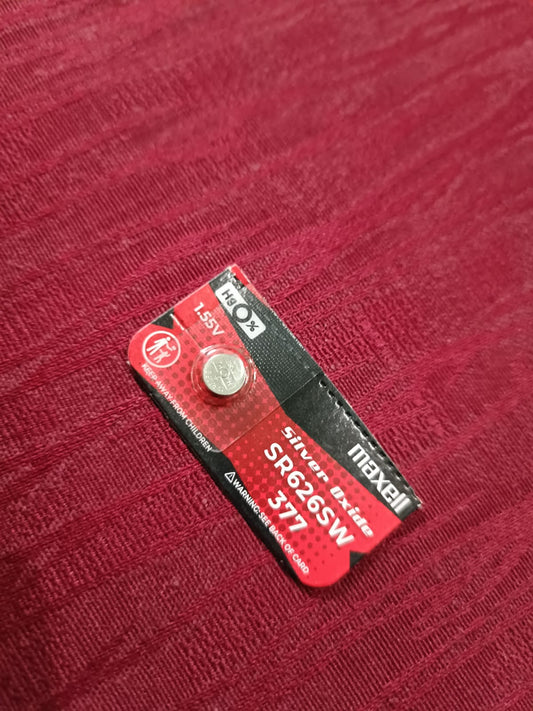 Hg 0%
1.55V
KEEP AWAY FROM CHILDREN
maxell
Silver Oxide
SR626SW
377
⚠WARNING: SEE BACK OF CARD